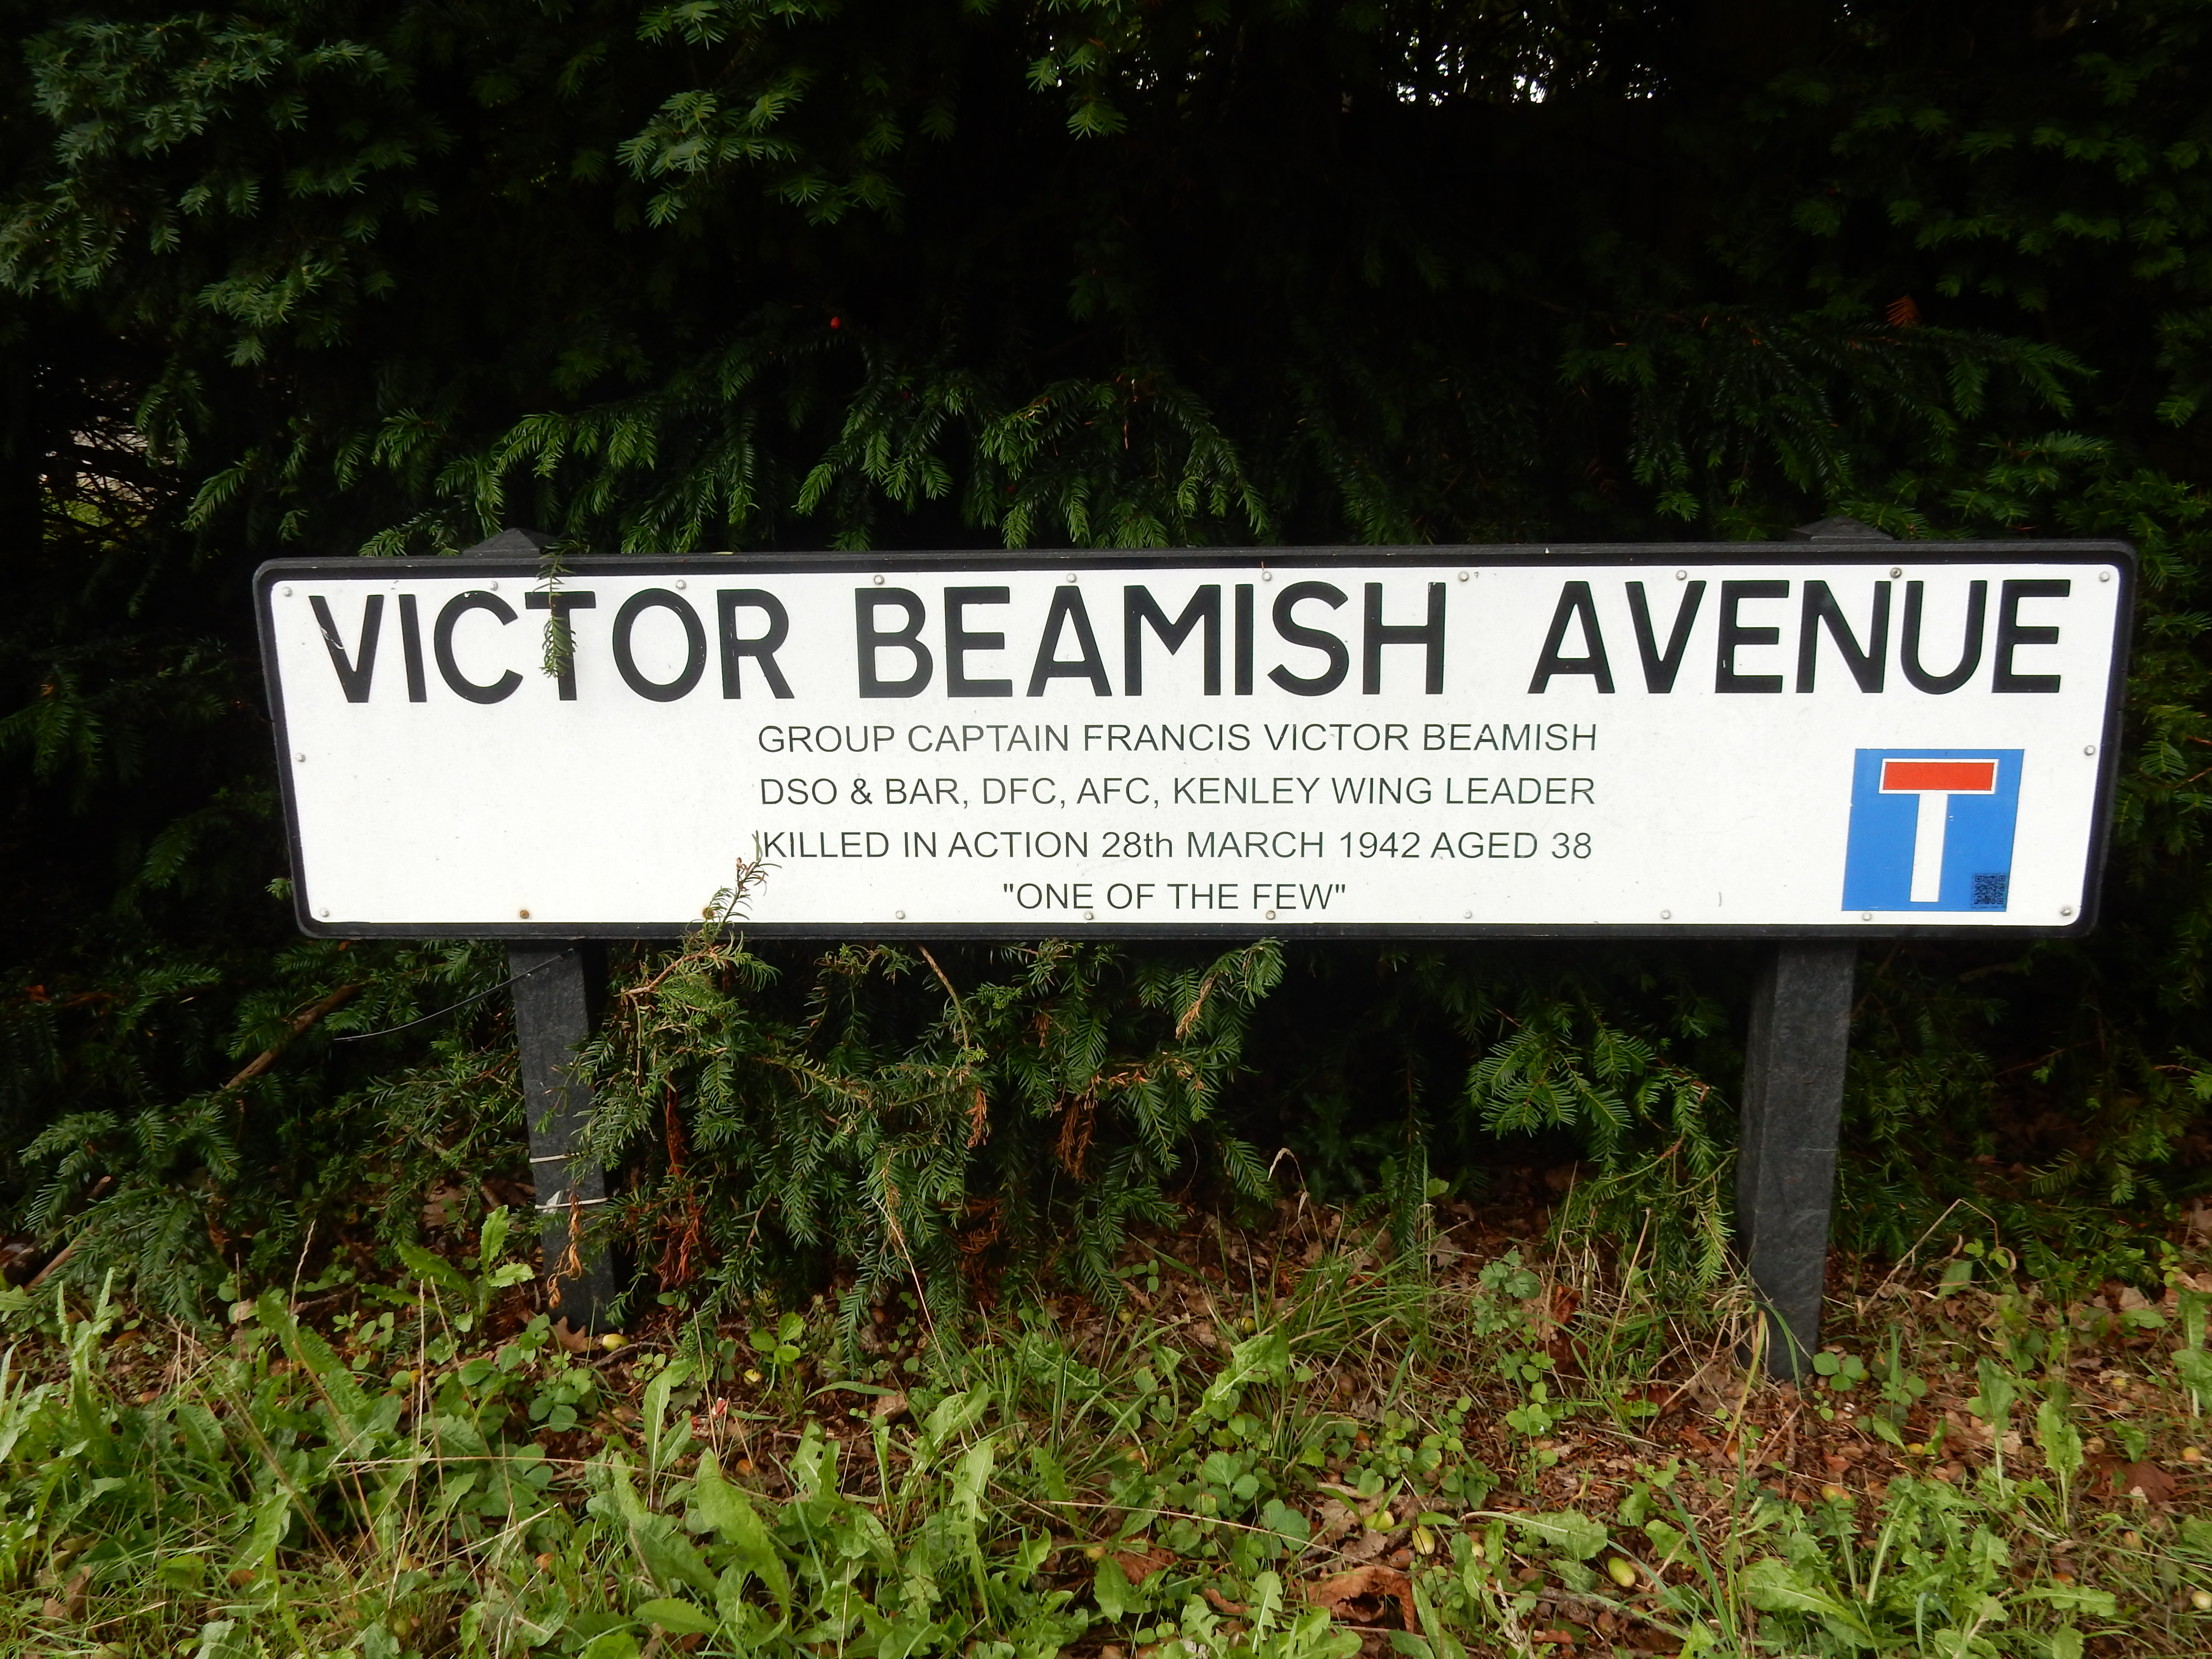 VICTOR BEAMISH AVENUE
GROUP CAPTAIN FRANCIS VICTOR BEAMISH
DSO & BAR, DFC, AFC, KENLEY WING LEADER
KILLED IN ACTION 28th MARCH 1942 AGED 38
"ONE OF THE FEW"